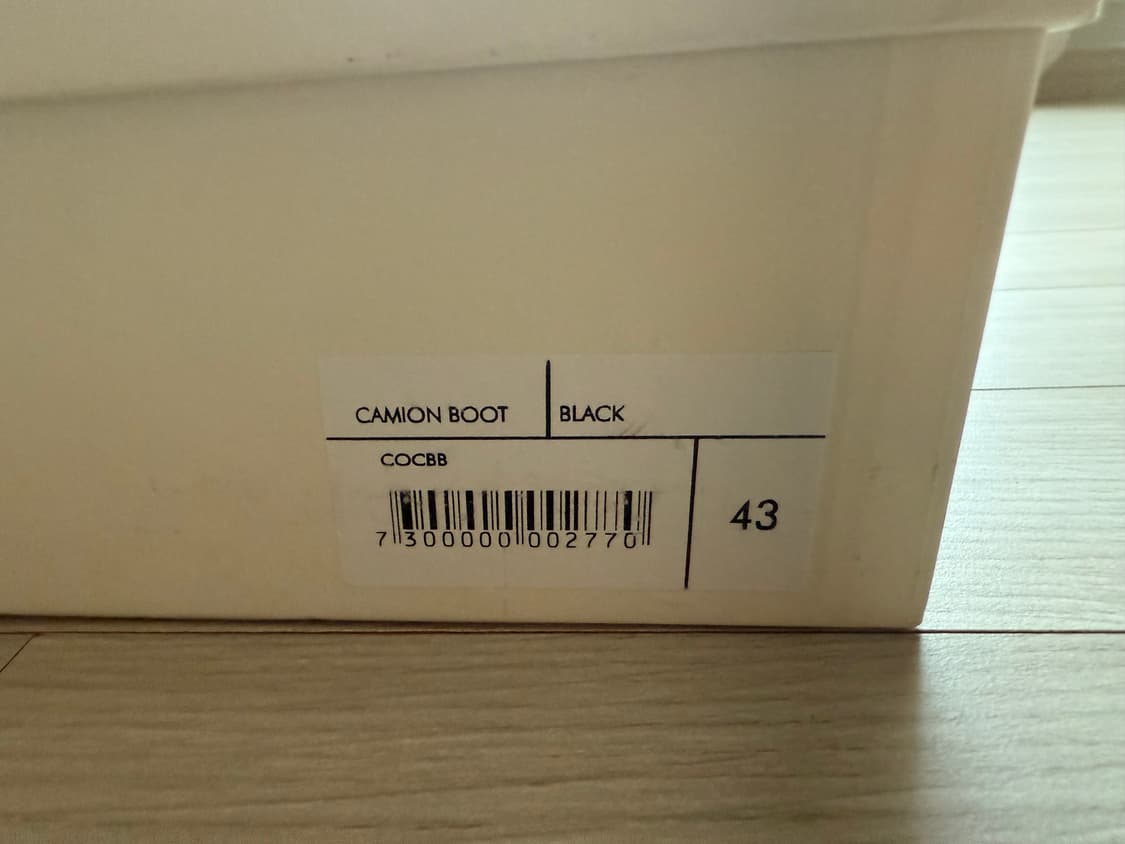 CAMION BOOT
BLACK
COCBB
7 300000 002770
43